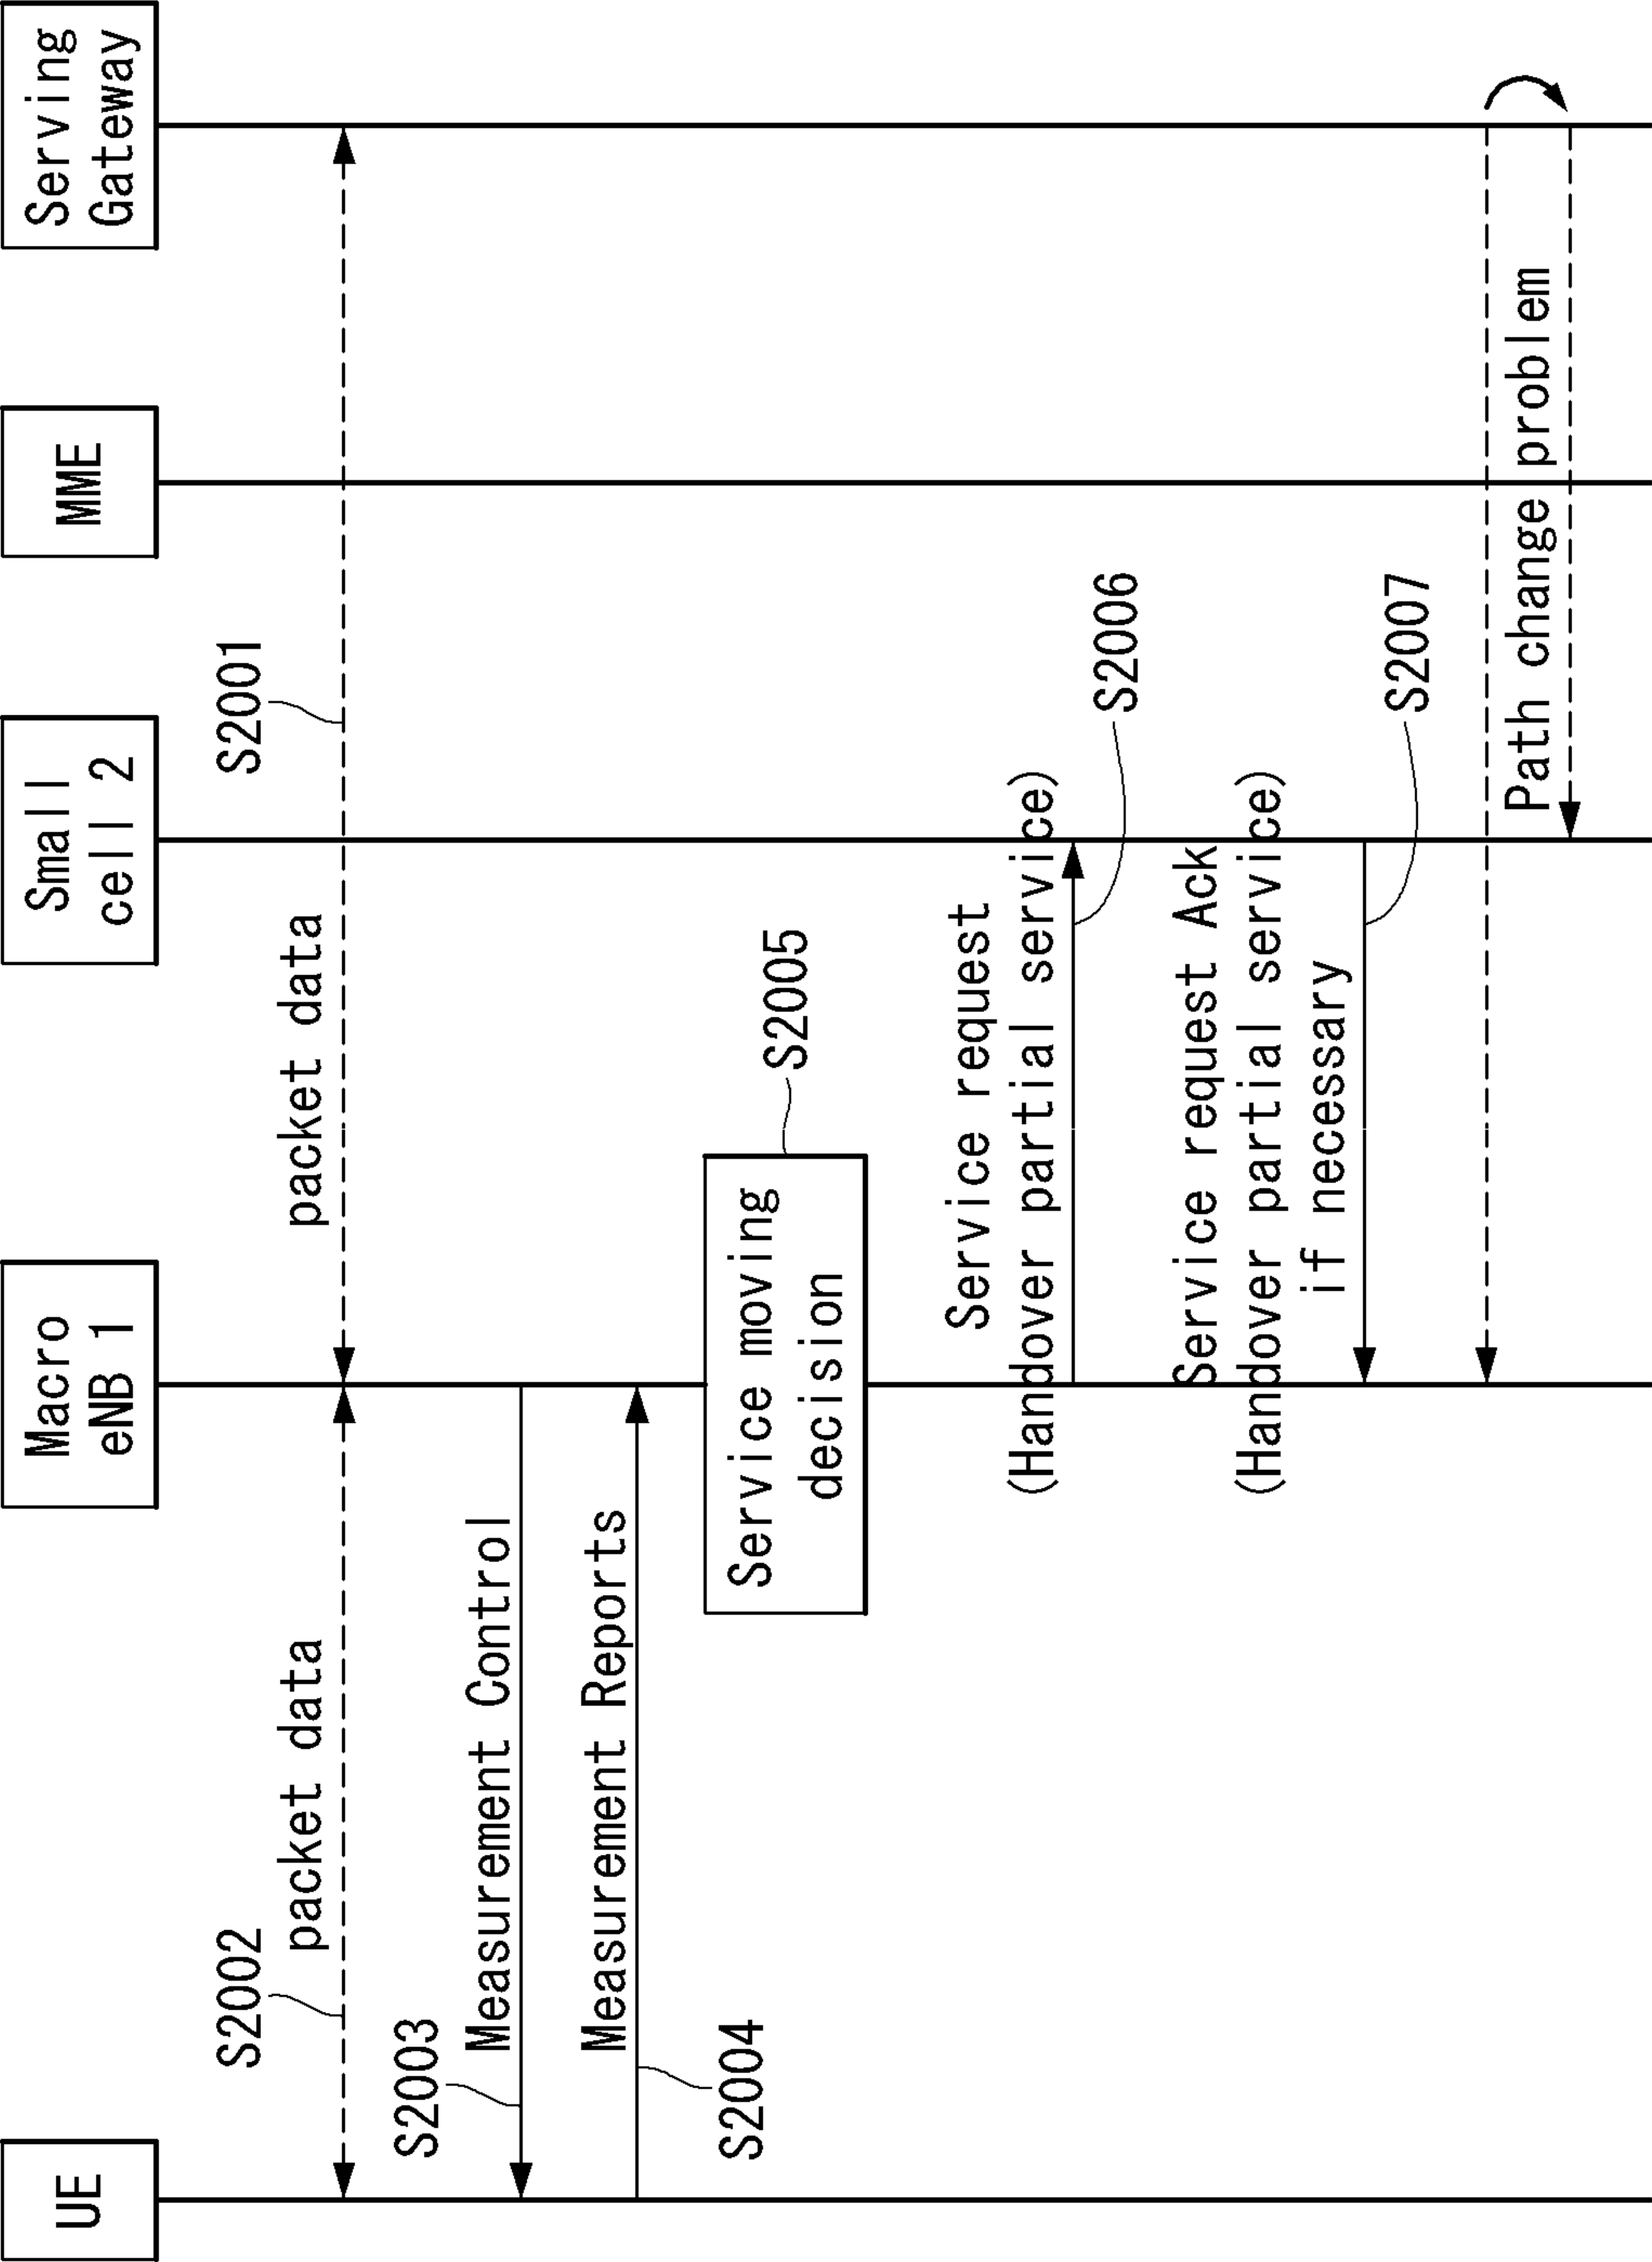 UE
Macro
eNB 1
Small
cell 2
MME
Serving
Gateway
S2002
packet data
packet data
S2001
S2003
Measurement Control
Measurement Reports
S2004
Service moving
decision
S2005
Service request
(Handover partial service)
S2006
Service request Ack
(Handover partial service)
if necessary
S2007
Path change problem